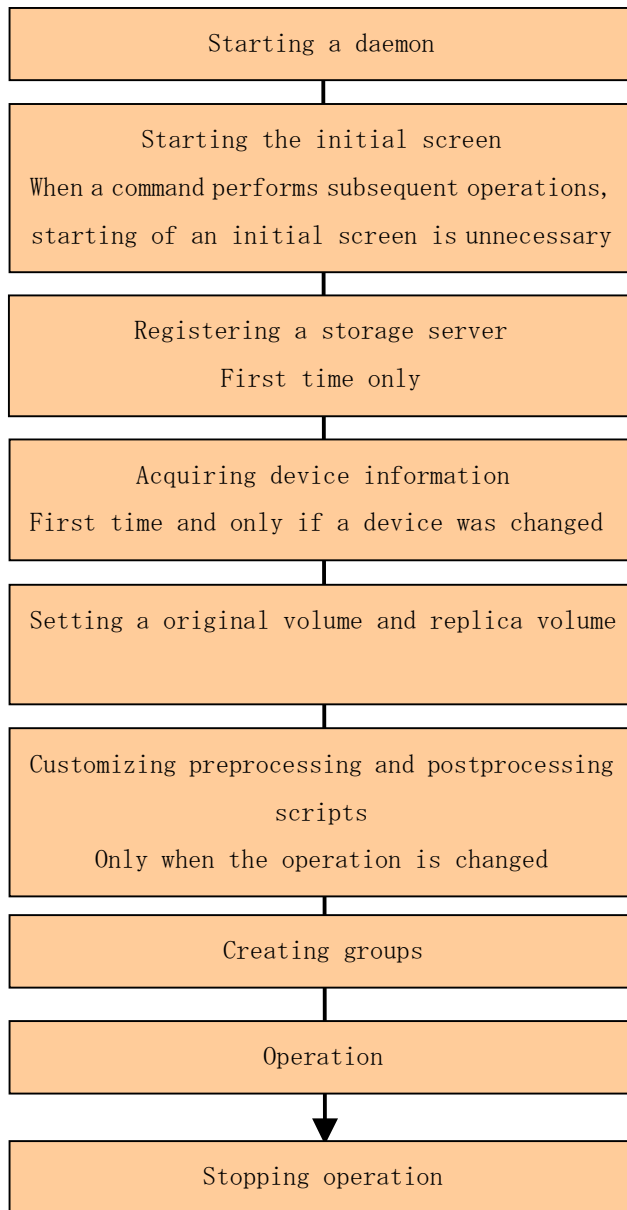 Starting a daemon
Starting the initial screen
When a command performs subsequent operations,
starting of an initial screen is unnecessary
Registering a storage server
First time only
Acquiring device information
First time and only if a device was changed
Setting a original volume and replica volume
Customizing preprocessing and postprocessing
scripts
Only when the operation is changed
Creating groups
Operation
Stopping operation